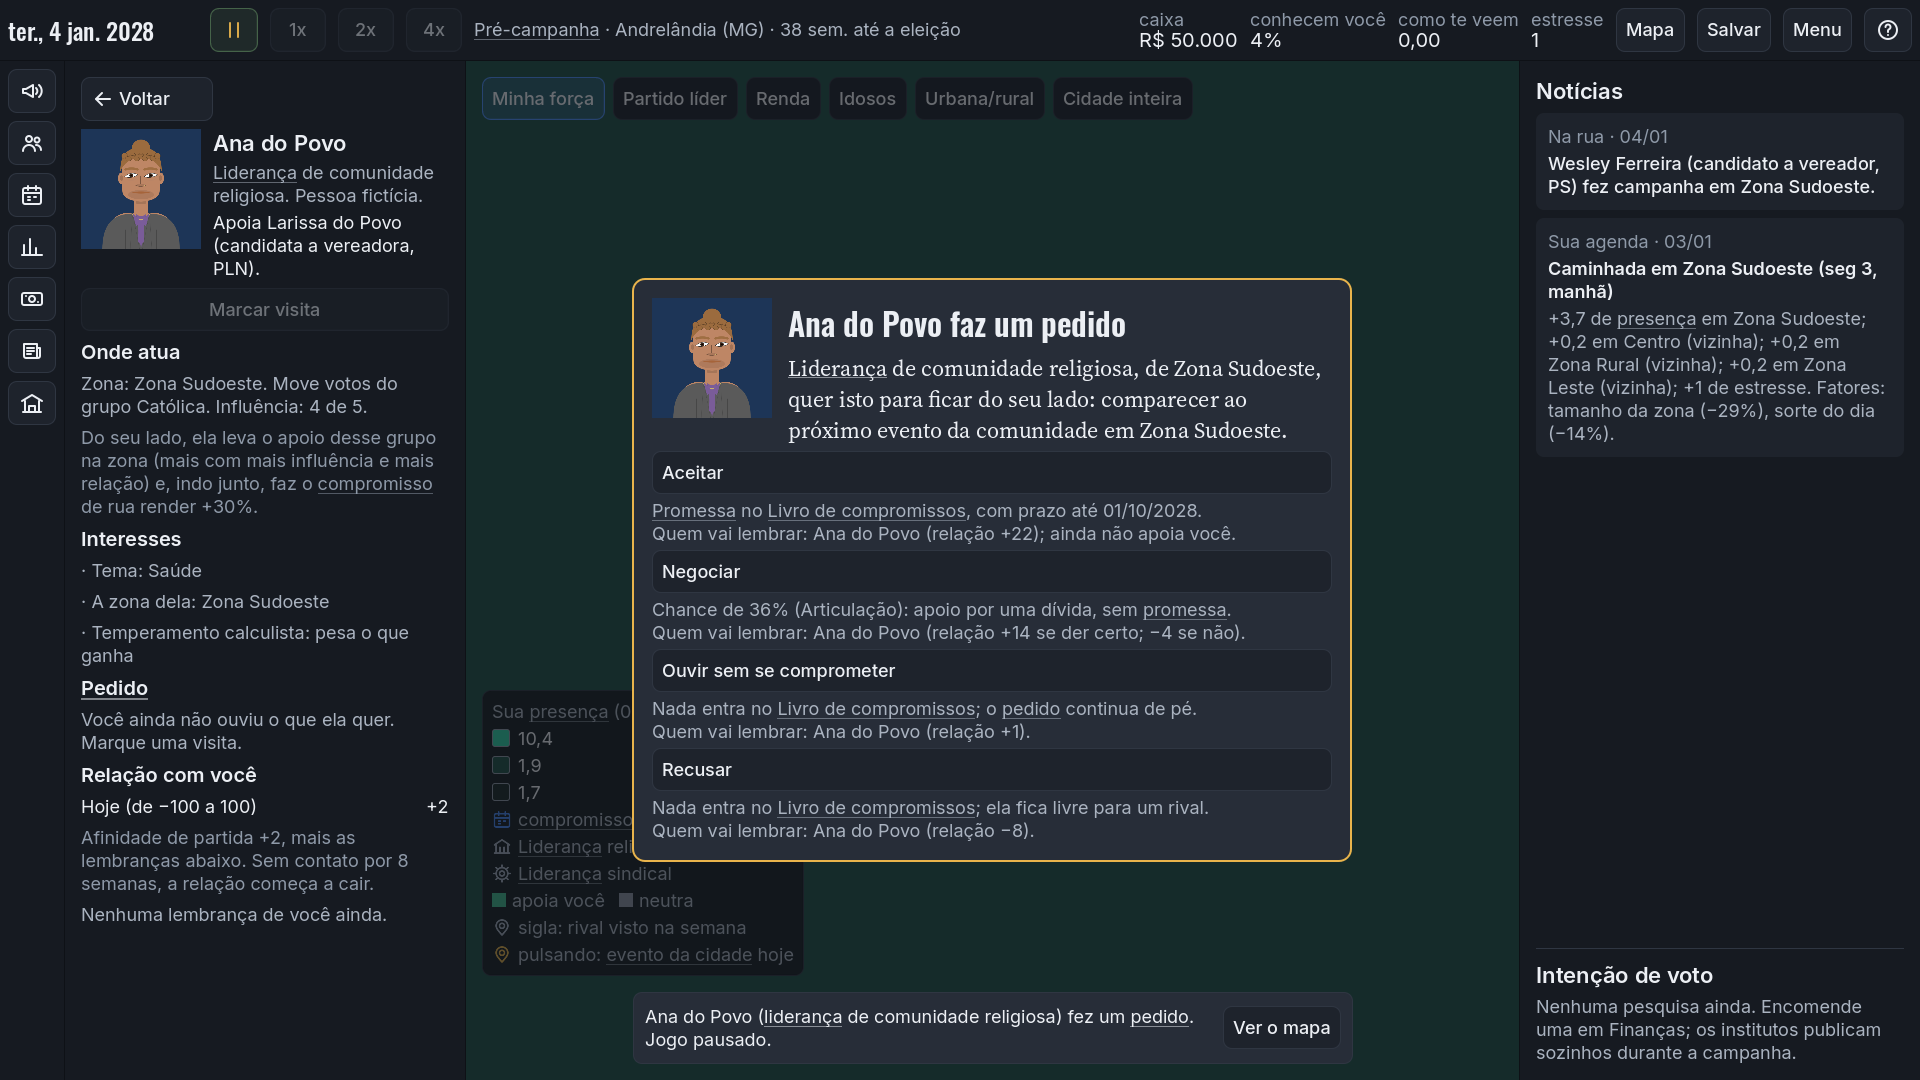 ter., 4 jan. 2028
1x
2x
4x
Pré-campanha · Andrelândia (MG) · 38 sem. até a eleição
caixa
R$ 50.000
conhecem você
4%
como te veem
0,00
estresse
1
Mapa
Salvar
Menu
Voltar
Ana do Povo
Liderança de comunidade
religiosa. Pessoa fictícia.
Apoia Larissa do Povo
(candidata a vereadora,
PLN).
Marcar visita
Onde atua
Zona: Zona Sudoeste. Move votos do
grupo Católica. Influência: 4 de 5.
Do seu lado, ela leva o apoio desse grupo
na zona (mais com mais influência e mais
relação) e, indo junto, faz o compromisso
de rua render +30%.
Interesses
· Tema: Saúde
· A zona dela: Zona Sudoeste
· Temperamento calculista: pesa o que
ganha
Pedido
Você ainda não ouviu o que ela quer.
Marque uma visita.
Relação com você
Hoje (de −100 a 100) +2
Afinidade de partida +2, mais as
lembranças abaixo. Sem contato por 8
semanas, a relação começa a cair.
Nenhuma lembrança de você ainda.
Minha força
Partido líder
Renda
Idosos
Urbana/rural
Cidade inteira
Ana do Povo faz um pedido
Liderança de comunidade religiosa, de Zona Sudoeste,
quer isto para ficar do seu lado: comparecer ao
próximo evento da comunidade em Zona Sudoeste.
Aceitar
Promessa no Livro de compromissos, com prazo até 01/10/2028.
Quem vai lembrar: Ana do Povo (relação +22); ainda não apoia você.
Negociar
Chance de 36% (Articulação): apoio por uma dívida, sem promessa.
Quem vai lembrar: Ana do Povo (relação +14 se der certo; −4 se não).
Ouvir sem se comprometer
Nada entra no Livro de compromissos; o pedido continua de pé.
Quem vai lembrar: Ana do Povo (relação +1).
Recusar
Nada entra no Livro de compromissos; ela fica livre para um rival.
Quem vai lembrar: Ana do Povo (relação −8).
Sua presença (0
10,4
1,9
1,7
compromisso
Liderança reli
Liderança sindical
apoia você neutra
sigla: rival visto na semana
pulsando: evento da cidade hoje
Ana do Povo (liderança de comunidade religiosa) fez um pedido.
Jogo pausado.
Ver o mapa
Notícias
Na rua · 04/01
Wesley Ferreira (candidato a vereador,
PS) fez campanha em Zona Sudoeste.
Sua agenda · 03/01
Caminhada em Zona Sudoeste (seg 3,
manhã)
+3,7 de presença em Zona Sudoeste;
+0,2 em Centro (vizinha); +0,2 em
Zona Rural (vizinha); +0,2 em Zona
Leste (vizinha); +1 de estresse. Fatores:
tamanho da zona (−29%), sorte do dia
(−14%).
Intenção de voto
Nenhuma pesquisa ainda. Encomende
uma em Finanças; os institutos publicam
sozinhos durante a campanha.